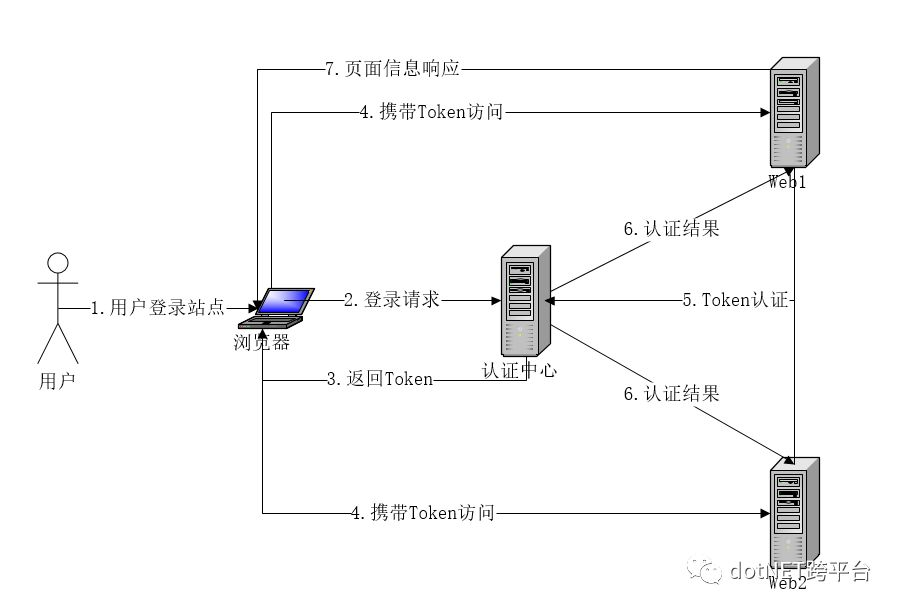 7.页面信息响应
4.携带Token访问
Web1
6.认证结果
1.用户登录站点
2.登录请求
5.Token认证
浏览器
用户
认证中心
3.返回Token
6.认证结果
4.携带Token访问
dotNET跨平台
Web2